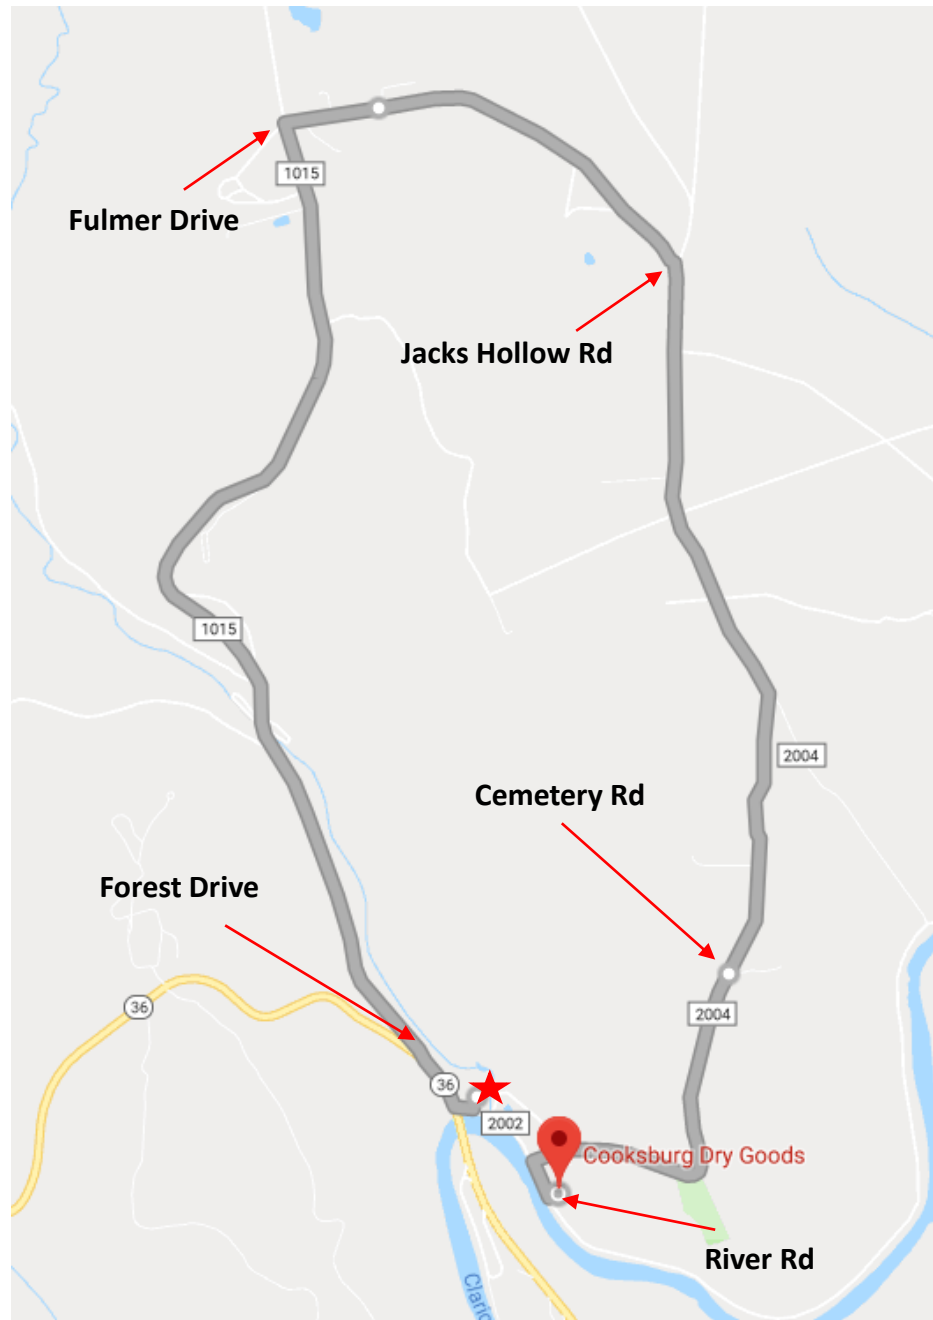 1015
Fulmer Drive
Jacks Hollow Rd
1015
2004
Cemetery Rd
Forest Drive
36
2004
36
2002
Cooksburg Dry Goods
River Rd